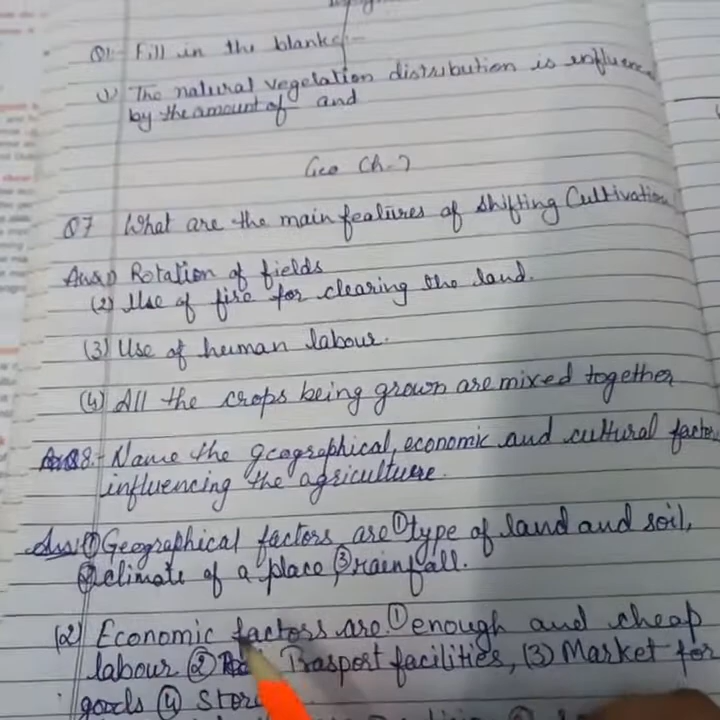 Q1. Fill in the blanks:-
(1) The natural vegetation distribution is influence
by the amount of and
Geo Ch-7
Q7 What are the main features of Shifting Cultivation
Ans 1) Rotation of fields
(2) Use of fire for clearing the land.
(3) Use of human labour.
(4) All the crops being grown are mixed together
Q8:- Name the geographical, economic and cultural factor
influencing the agriculture.
Ans:- (1) Geographical factors are (1) type of land and soil,
(2) climate of a place, (3) rainfall.
(2) Economic factors are (1) enough and cheap
labour (2) Trasport facilities, (3) Market for
goods (4)